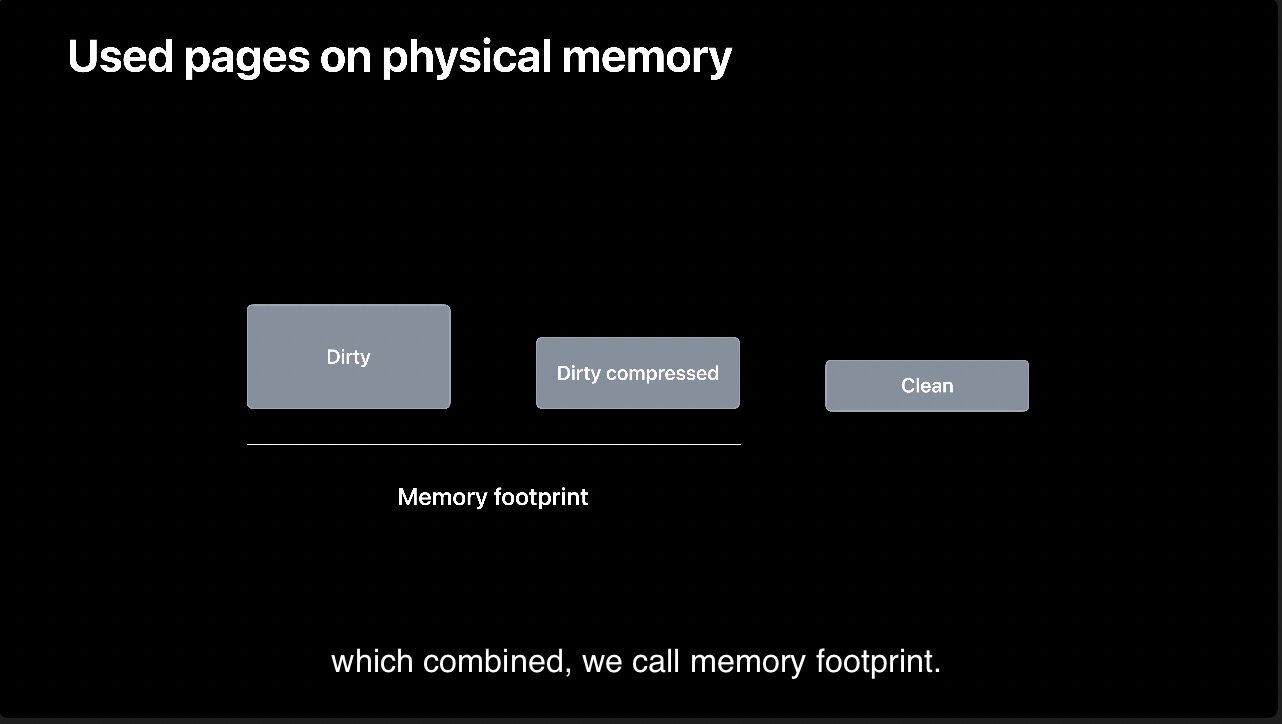 Used pages on physical memory
Dirty
Dirty compressed
Clean
Memory footprint
which combined, we call memory footprint.